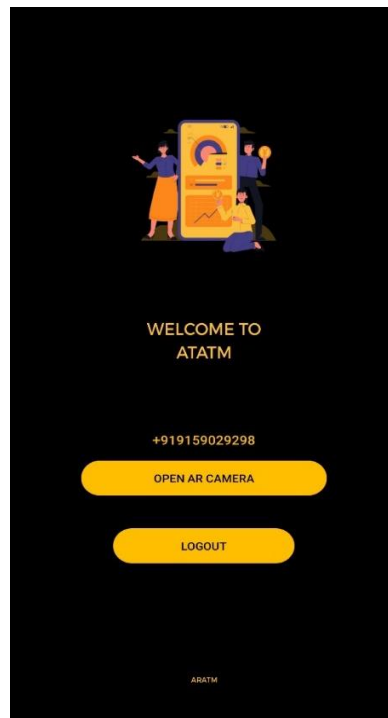 WELCOME TO
ATATM
+919159029298
OPEN AR CAMERA
LOGOUT
ARATM